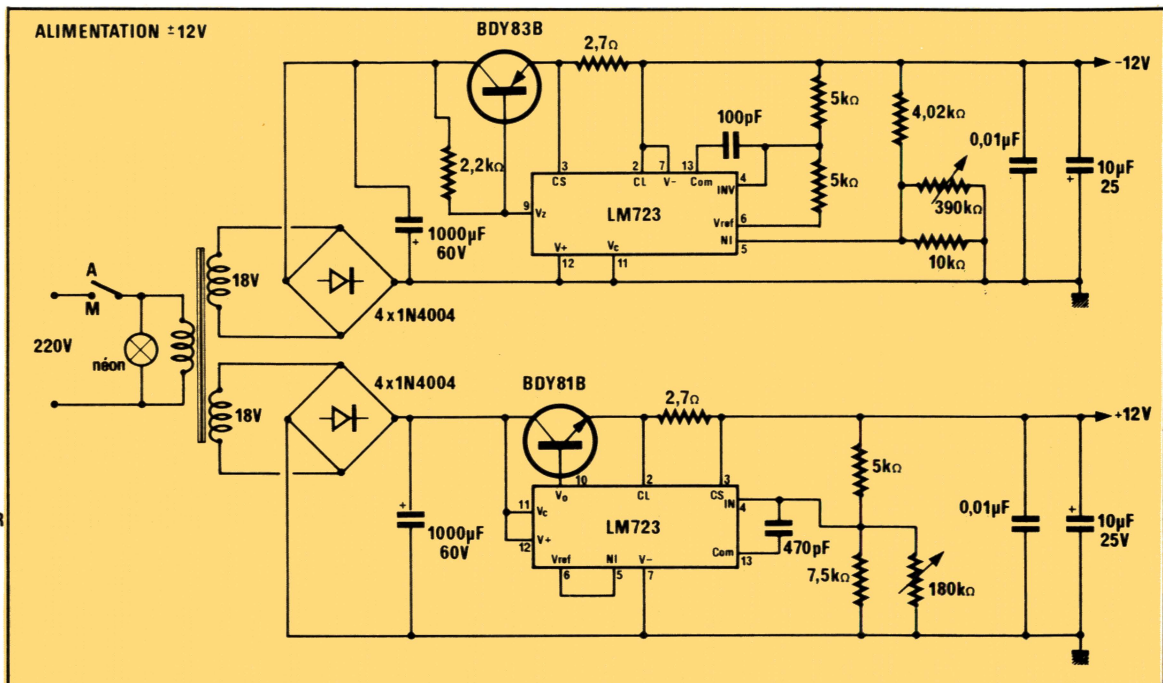 ALIMENTATION ±12V
BDY83B
2,7Ω
-12V
5kΩ
4,02kΩ
100pF
0,01µF
10µF
25
2,2kΩ
3
2
7
13
CS
CL
V-
Com
4
INV
5kΩ
390kΩ
9
Vz
LM723
Vref
6
NI
5
10kΩ
1000µF
60V
V+
Vc
12
11
A
M
18V
4x1N4004
220V
néon
18V
4x1N4004
BDY81B
2,7Ω
+12V
5kΩ
10
Vo
2
CL
3
CS
IN
4
11
Vc
LM723
470pF
0,01µF
10µF
25V
1000µF
60V
12
V+
Com
13
Vref
NI
V-
6
5
7
7,5kΩ
180kΩ
R